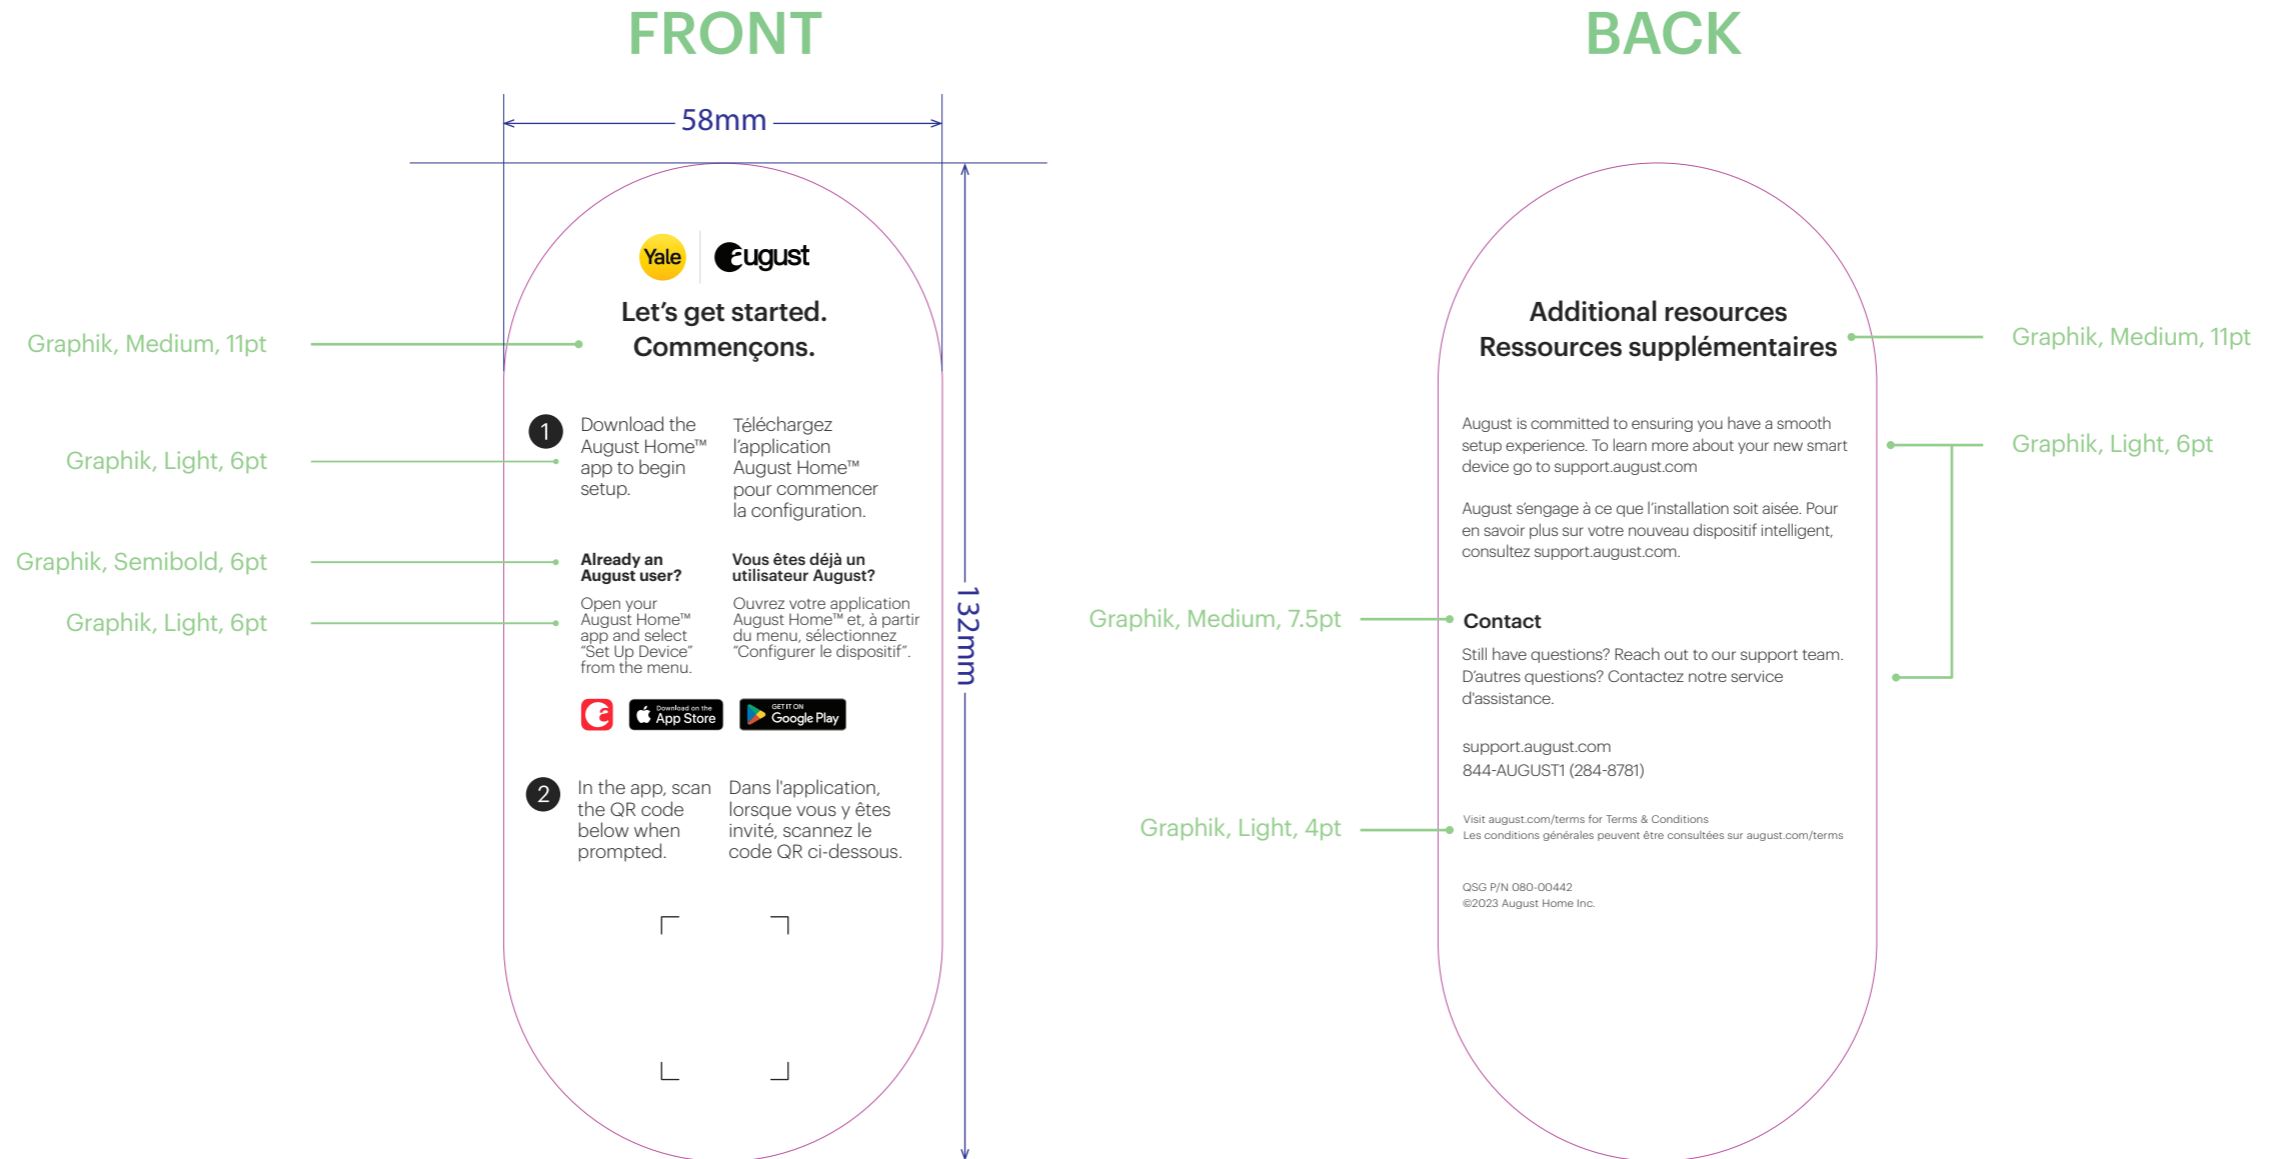 FRONT
58mm
132mm
Yale
august
Let's get started.
Commençons.
Graphik, Medium, 11pt
1
Download the
August Home™
app to begin
setup.
Téléchargez
l'application
August Home™
pour commencer
la configuration.
Graphik, Light, 6pt
Already an
August user?
Vous êtes déjà un
utilisateur August?
Graphik, Semibold, 6pt
Open your
August Home™
app and select
“Set Up Device”
from the menu.
Ouvrez votre application
August Home™ et, à partir
du menu, sélectionnez
“Configurer le dispositif”.
Graphik, Light, 6pt
Download on the
App Store
GET IT ON
Google Play
2
In the app, scan
the QR code
below when
prompted.
Dans l'application,
lorsque vous y êtes
invité, scannez le
code QR ci-dessous.
BACK
Additional resources
Ressources supplémentaires
Graphik, Medium, 11pt
August is committed to ensuring you have a smooth
setup experience. To learn more about your new smart
device go to support.august.com
August s'engage à ce que l'installation soit aisée. Pour
en savoir plus sur votre nouveau dispositif intelligent,
consultez support.august.com.
Graphik, Light, 6pt
Graphik, Medium, 7.5pt
Contact
Still have questions? Reach out to our support team.
D'autres questions? Contactez notre service
d'assistance.
support.august.com
844-AUGUST1 (284-8781)
Graphik, Light, 4pt
Visit august.com/terms for Terms & Conditions
Les conditions générales peuvent être consultées sur august.com/terms
QSG P/N 080-00442
©2023 August Home Inc.